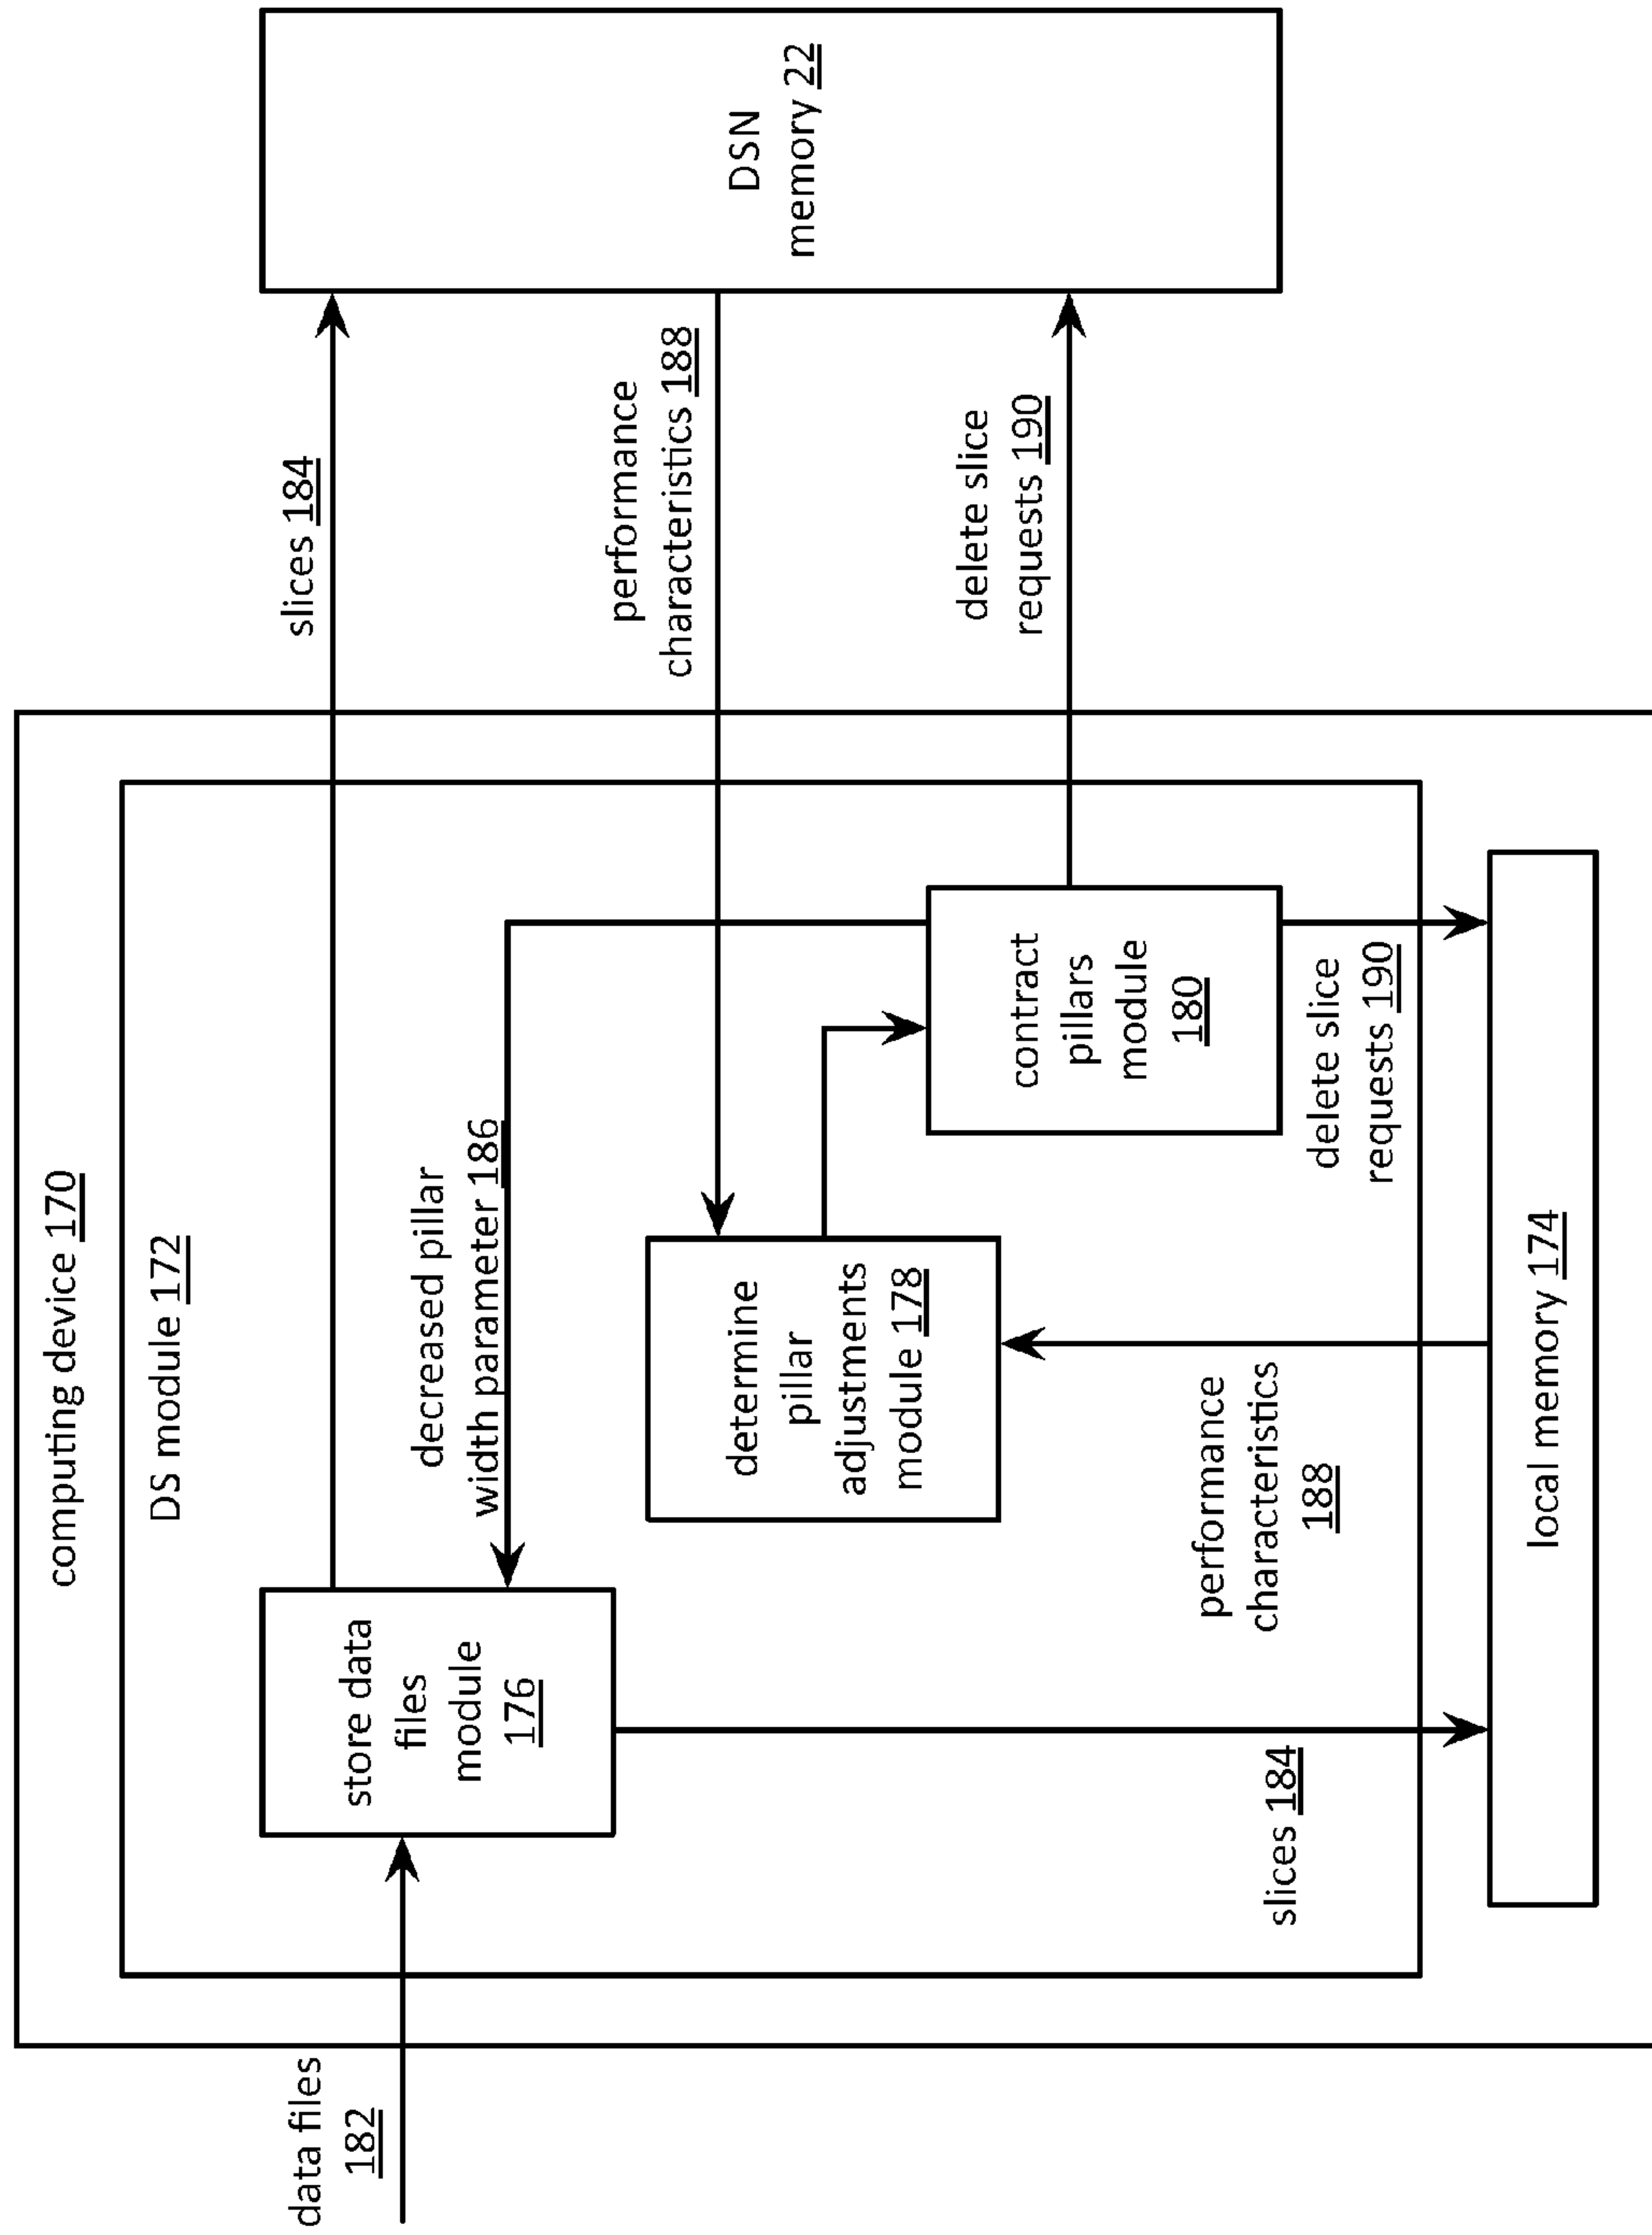 computing device 170
DS module 172
data files
182
store data
files
module
176
slices 184
decreased pillar
width parameter 186
performance
characteristics 188
DSN
memory 22
determine
pillar
adjustments
module 178
contract
pillars
module
180
delete slice
requests 190
slices 184
performance
characteristics
188
delete slice
requests 190
local memory 174